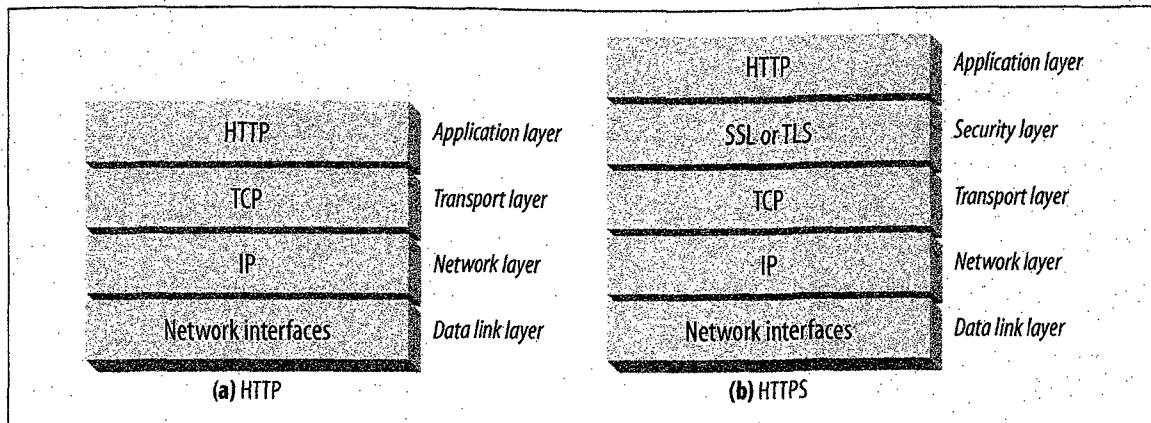 HTTP Application layer
TCP Transport layer
IP Network layer
Network interfaces Data link layer
(a) HTTP
HTTP Application layer
SSL or TLS Security layer
TCP Transport layer
IP Network layer
Network interfaces Data link layer
(b) HTTPS